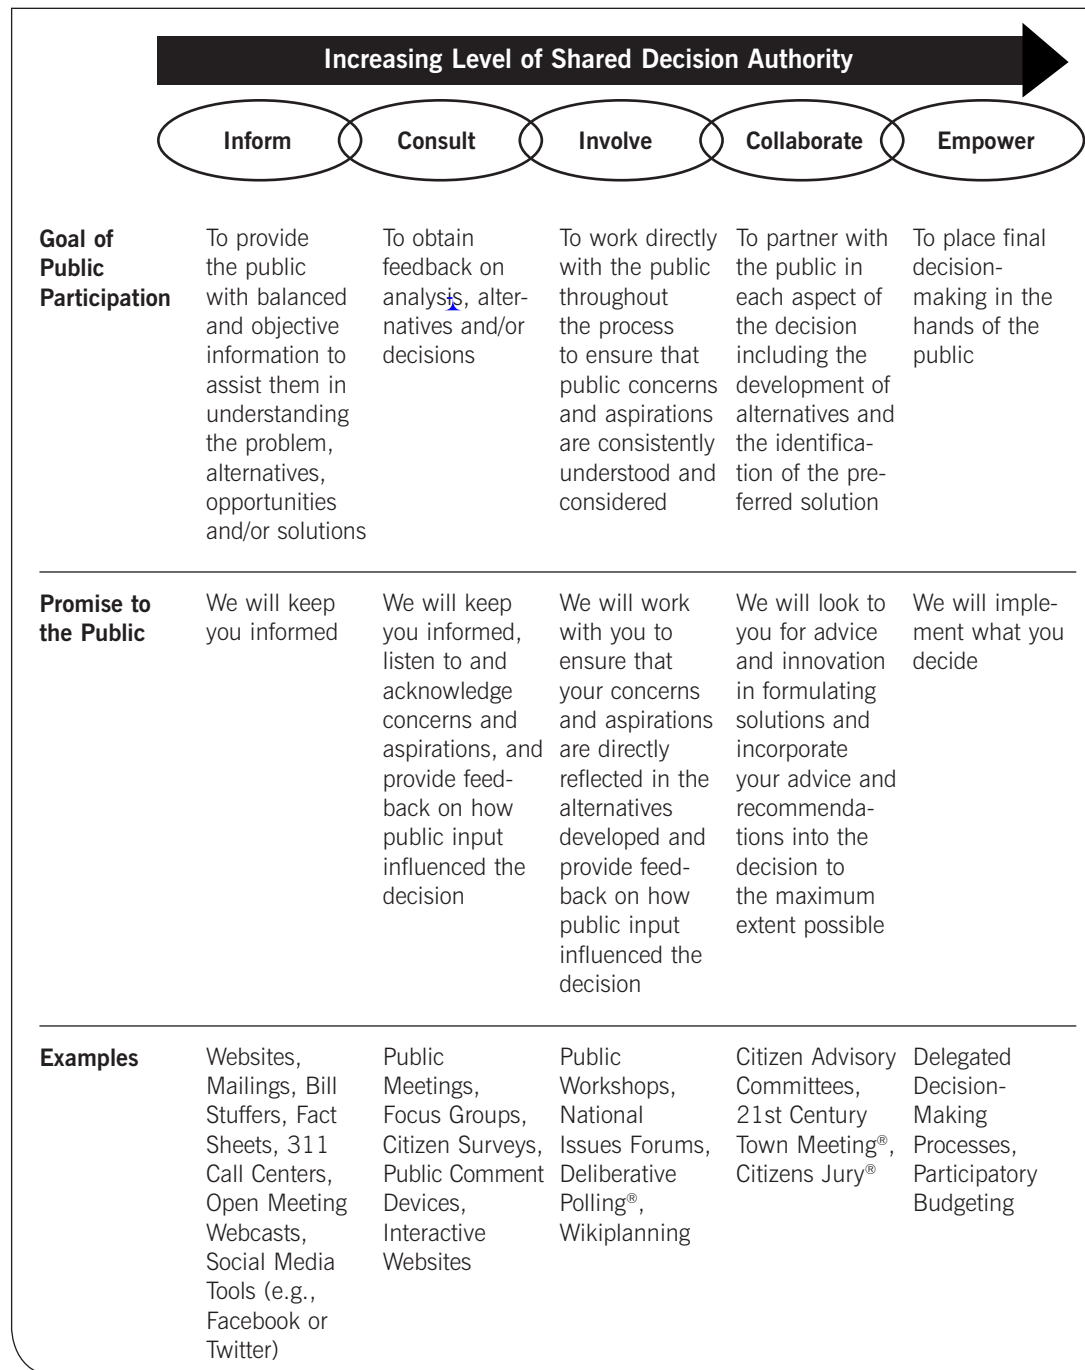 Increasing Level of Shared Decision Authority
Inform
Consult
Involve
Collaborate
Empower
Goal of
Public
Participation
To provide
the public
with balanced
and objective
information to
assist them in
understanding
the problem,
alternatives,
opportunities
and/or solutions
To obtain
feedback on
analysis, alter-
natives and/or
decisions
To work directly
with the public
throughout
the process
to ensure that
public concerns
and aspirations
are consistently
understood and
considered
To partner with
the public in
each aspect of
the decision
including the
development of
alternatives and
the identifica-
tion of the pre-
ferred solution
To place final
decision-
making in the
hands of the
public
Promise to
the Public
We will keep
you informed
We will keep
you informed,
listen to and
acknowledge
concerns and
aspirations, and
provide feed-
back on how
public input
influenced the
decision
We will work
with you to
ensure that
your concerns
and aspirations
are directly
reflected in the
alternatives
developed and
provide feed-
back on how
public input
influenced the
decision
We will look to
you for advice
and innovation
in formulating
solutions and
incorporate
your advice and
recommenda-
tions into the
decision to
the maximum
extent possible
We will imple-
ment what you
decide
Examples
Websites,
Mailings, Bill
Stuffers, Fact
Sheets, 311
Call Centers,
Open Meeting
Webcasts,
Social Media
Tools (e.g.,
Facebook or
Twitter)
Public
Meetings,
Focus Groups,
Citizen Surveys,
Public Comment
Devices,
Interactive
Websites
Public
Workshops,
National
Issues Forums,
Deliberative
Polling®,
Wikiplanning
Citizen Advisory
Committees,
21st Century
Town Meeting®,
Citizens Jury®
Delegated
Decision-
Making
Processes,
Participatory
Budgeting